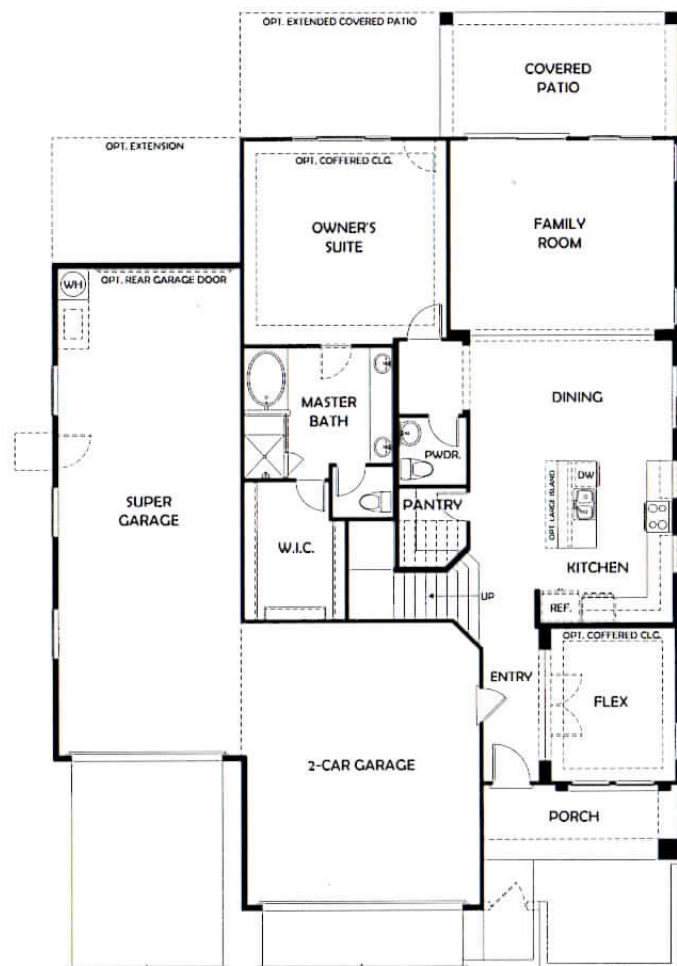 OPT. EXTENDED COVERED PATIO
COVERED
PATIO
OPT. EXTENSION
OPT. COFFERED CLG.
OWNER'S
SUITE
FAMILY
ROOM
WH
OPT. REAR GARAGE DOOR
MASTER
BATH
DINING
PWDR.
SUPER
GARAGE
PANTRY
OPT. LARGE ISLAND
DW
W.I.C.
KITCHEN
UP
REF.
OPT. COFFERED CLG.
ENTRY
FLEX
2-CAR GARAGE
PORCH